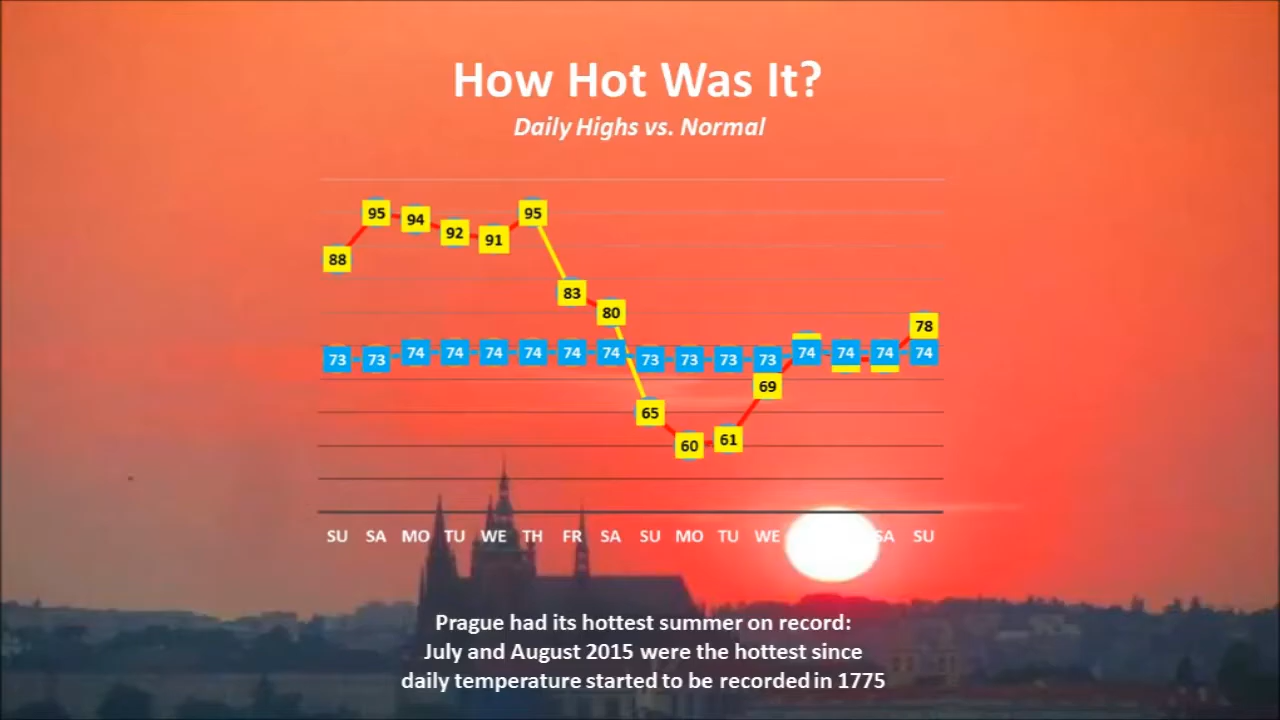 How Hot Was It?
Daily Highs vs. Normal
88 95 94 92 91 95 83 80 65 60 61 69 78
73 73 74 74 74 74 74 74 73 73 73 73 74 74 74 74
SU SA MO TU WE TH FR SA SU MO TU WE SA SU
Prague had its hottest summer on record:
July and August 2015 were the hottest since
daily temperature started to be recorded in 1775